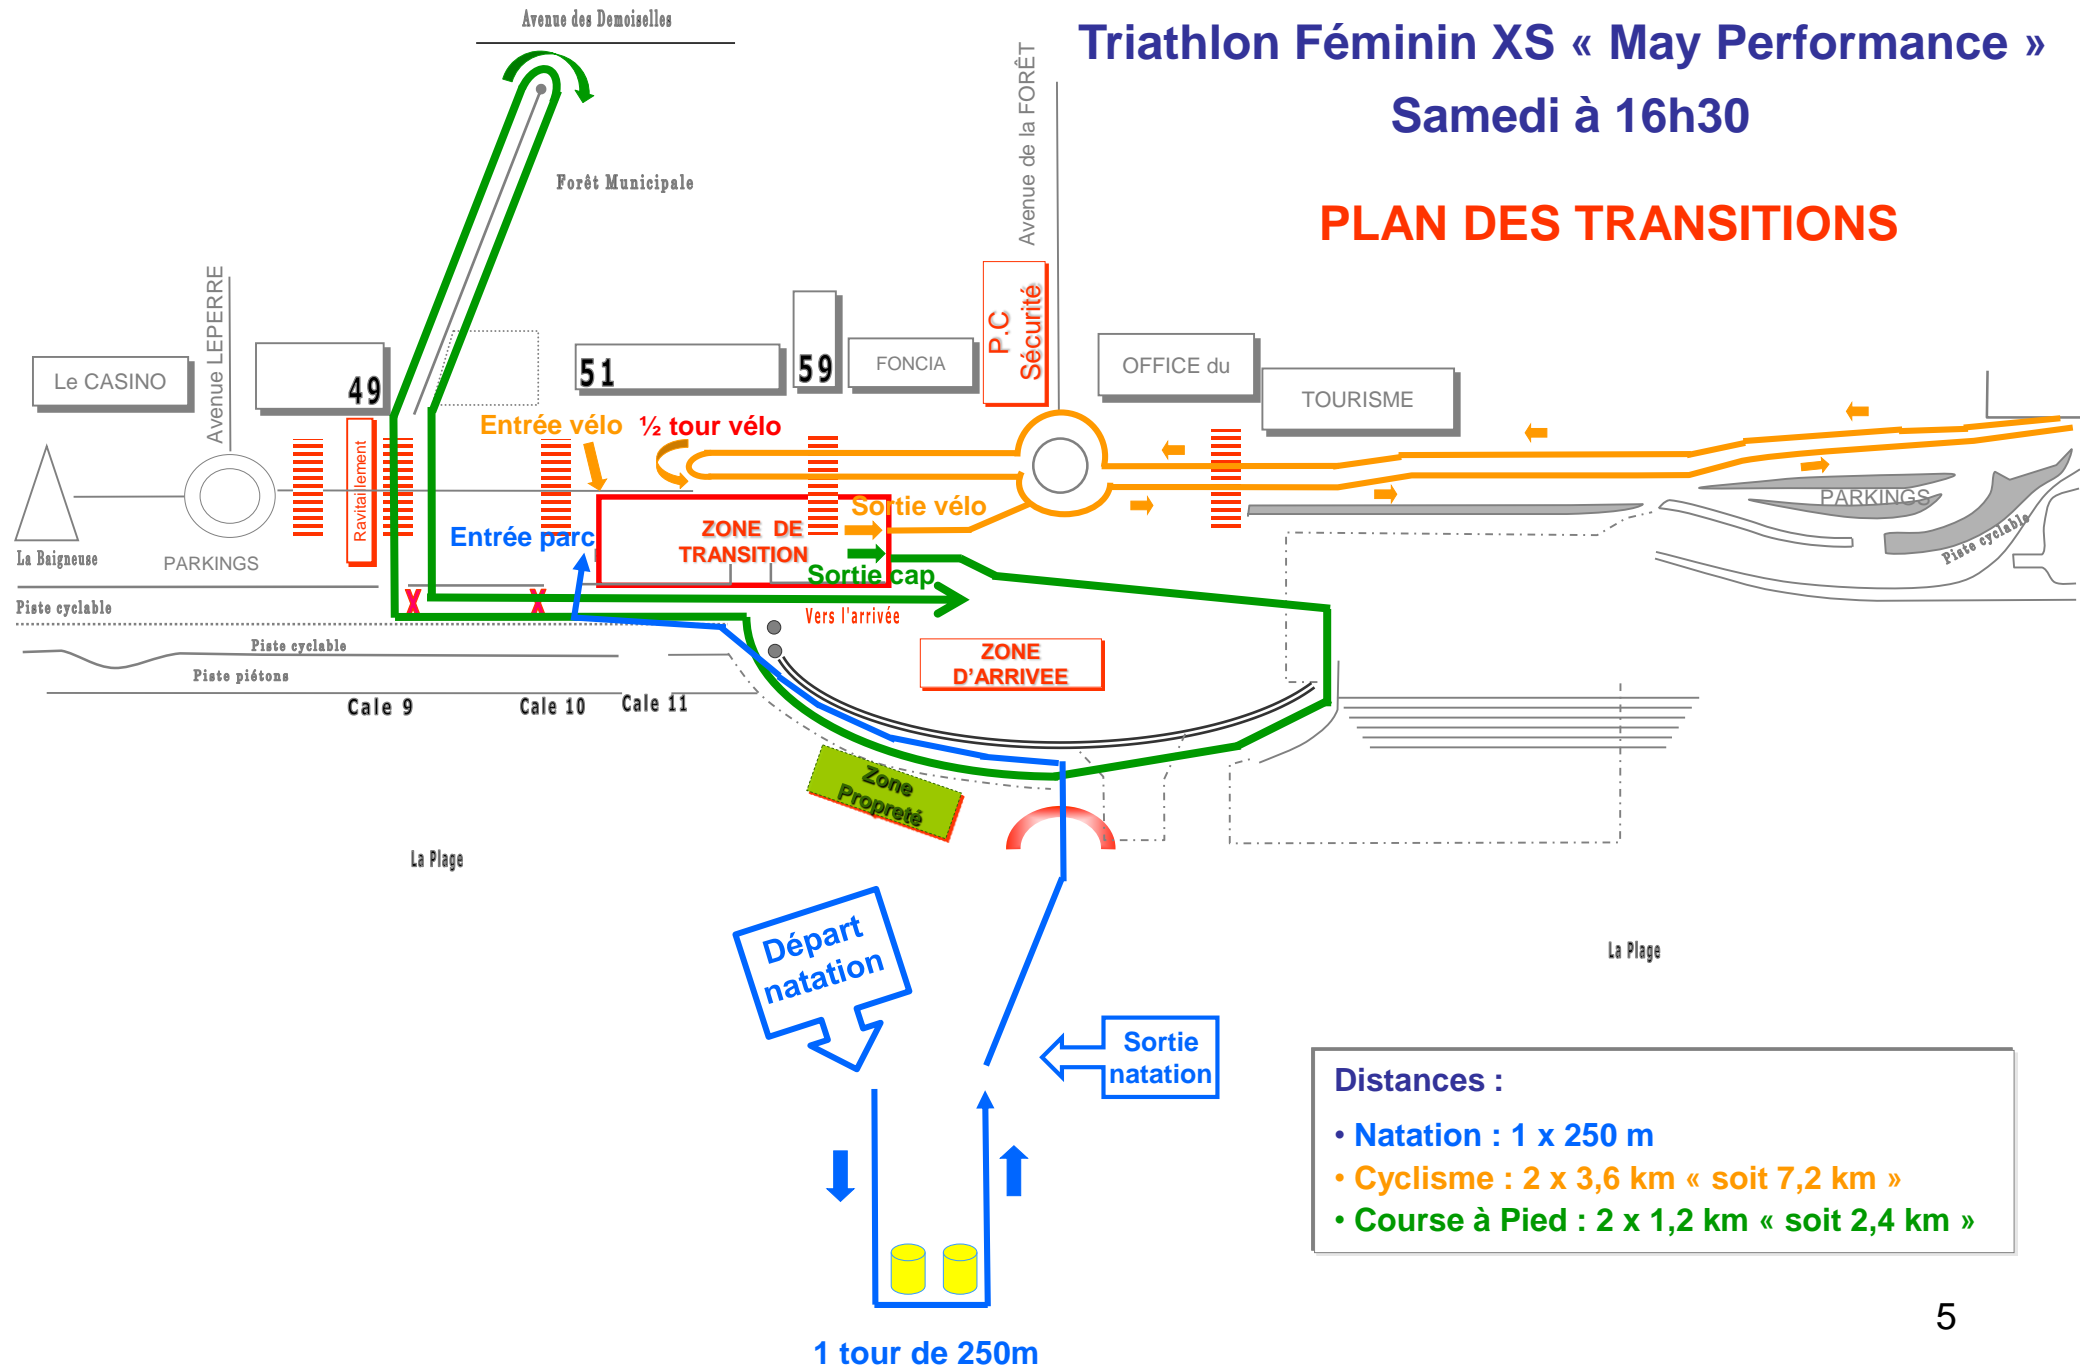 Avenue des Demoiselles
Triathlon Féminin XS « May Performance »
Samedi à 16h30
PLAN DES TRANSITIONS
Avenue de la FORÊT
Forêt Municipale
Avenue LEPERRE
P.C
Sécurité
Le CASINO
49
51
59
FONCIA
OFFICE du
TOURISME
Entrée vélo
½ tour vélo
Ravitaillement
Sortie vélo
PARKINGS
Piste cyclable
Entrée parc
ZONE DE
TRANSITION
Sortie cap
La Baigneuse
PARKINGS
Piste cyclable
X
X
Vers l'arrivée
Piste cyclable
Piste piétons
ZONE
D'ARRIVEE
Cale 9
Cale 10
Cale 11
Zone
Propreté
La Plage
La Plage
Départ
natation
Sortie
natation
Distances :
• Natation : 1 x 250 m
• Cyclisme : 2 x 3,6 km « soit 7,2 km »
• Course à Pied : 2 x 1,2 km « soit 2,4 km »
5
1 tour de 250m